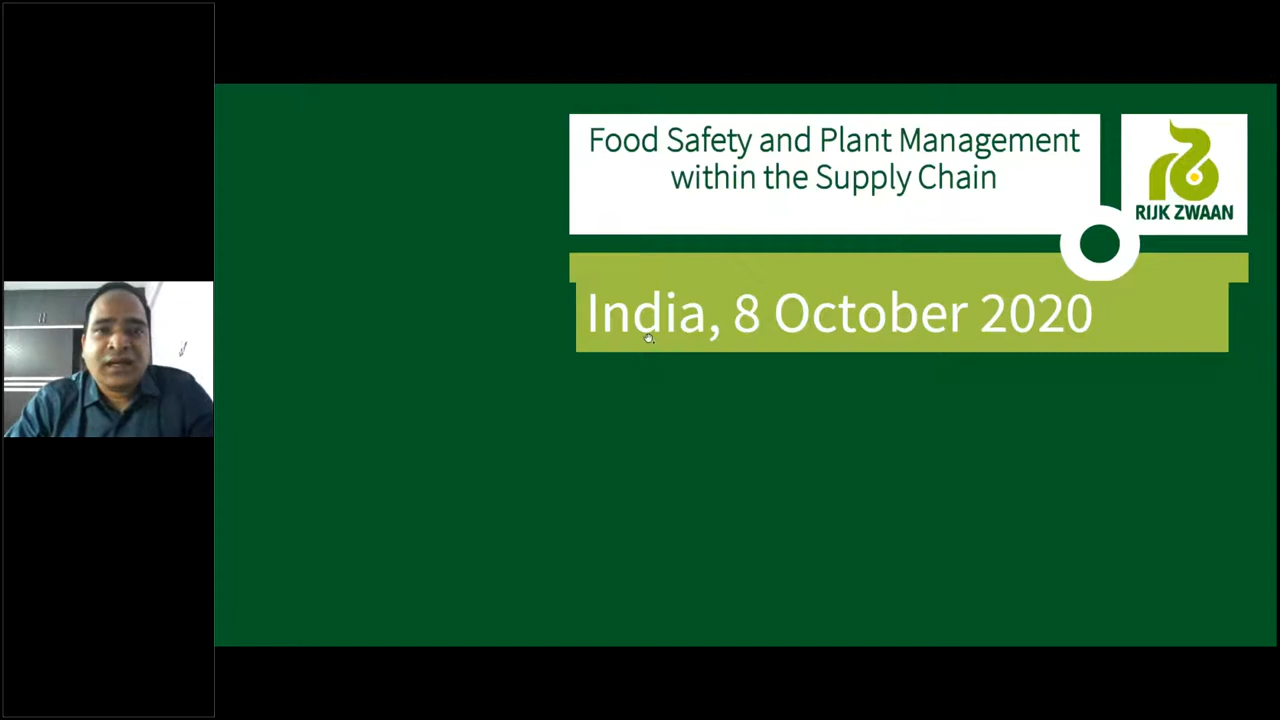 Food Safety and Plant Management
within the Supply Chain
RIJK ZWAAN
India, 8 October 2020